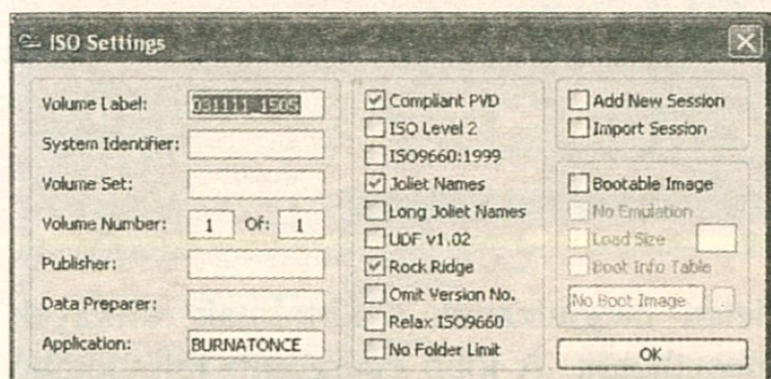 ISO Settings
Volume Label: 031111_1505
System Identifier:
Volume Set:
Volume Number: 1 Of: 1
Publisher:
Data Preparer:
Application: BURNATONCE
Compliant PVD
ISO Level 2
ISO9660:1999
Joliet Names
Long Joliet Names
UDF v1.02
Rock Ridge
Omit Version No.
Relax ISO9660
No Folder Limit
Add New Session
Import Session
Bootable Image
No Emulation
Load Size
Boot Info Table
No Boot Image .
OK